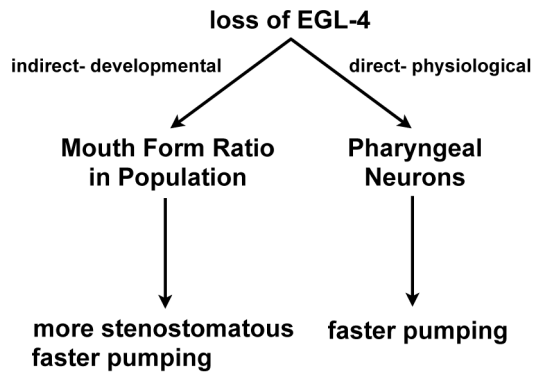 loss of EGL-4
indirect- developmental
direct- physiological
Mouth Form Ratio
in Population
Pharyngeal
Neurons
more stenostomatous
faster pumping
faster pumping